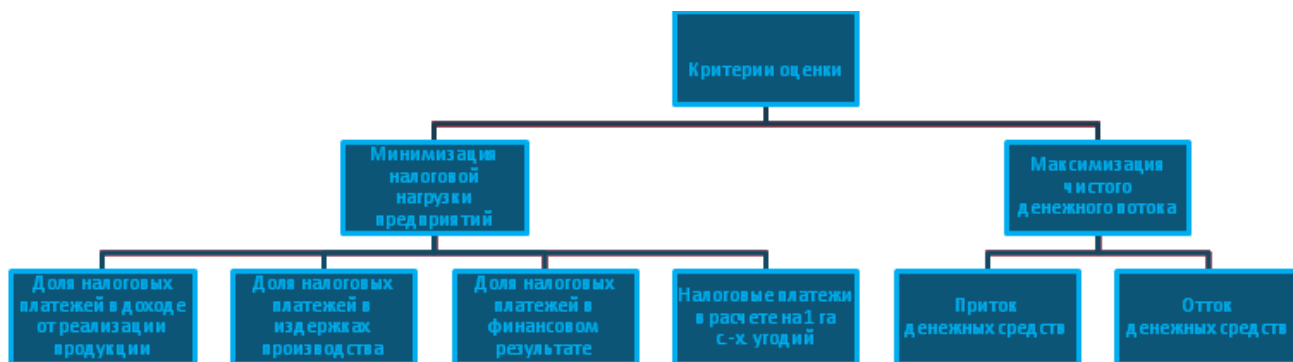 Критерии оценки
Минимизация
налоговой
нагрузки
предприятий
Максимизация
чистого
денежного потока
Доля налоговых
платежей в доходе
от реализации
продукции
Доля налоговых
платежей в
издержках
производства
Доля налоговых
платежей в
финансовом
результате
Налоговые платежи
в расчете на 1 га
с.-х. угодий
Приток
денежных средств
Отток
денежных средств